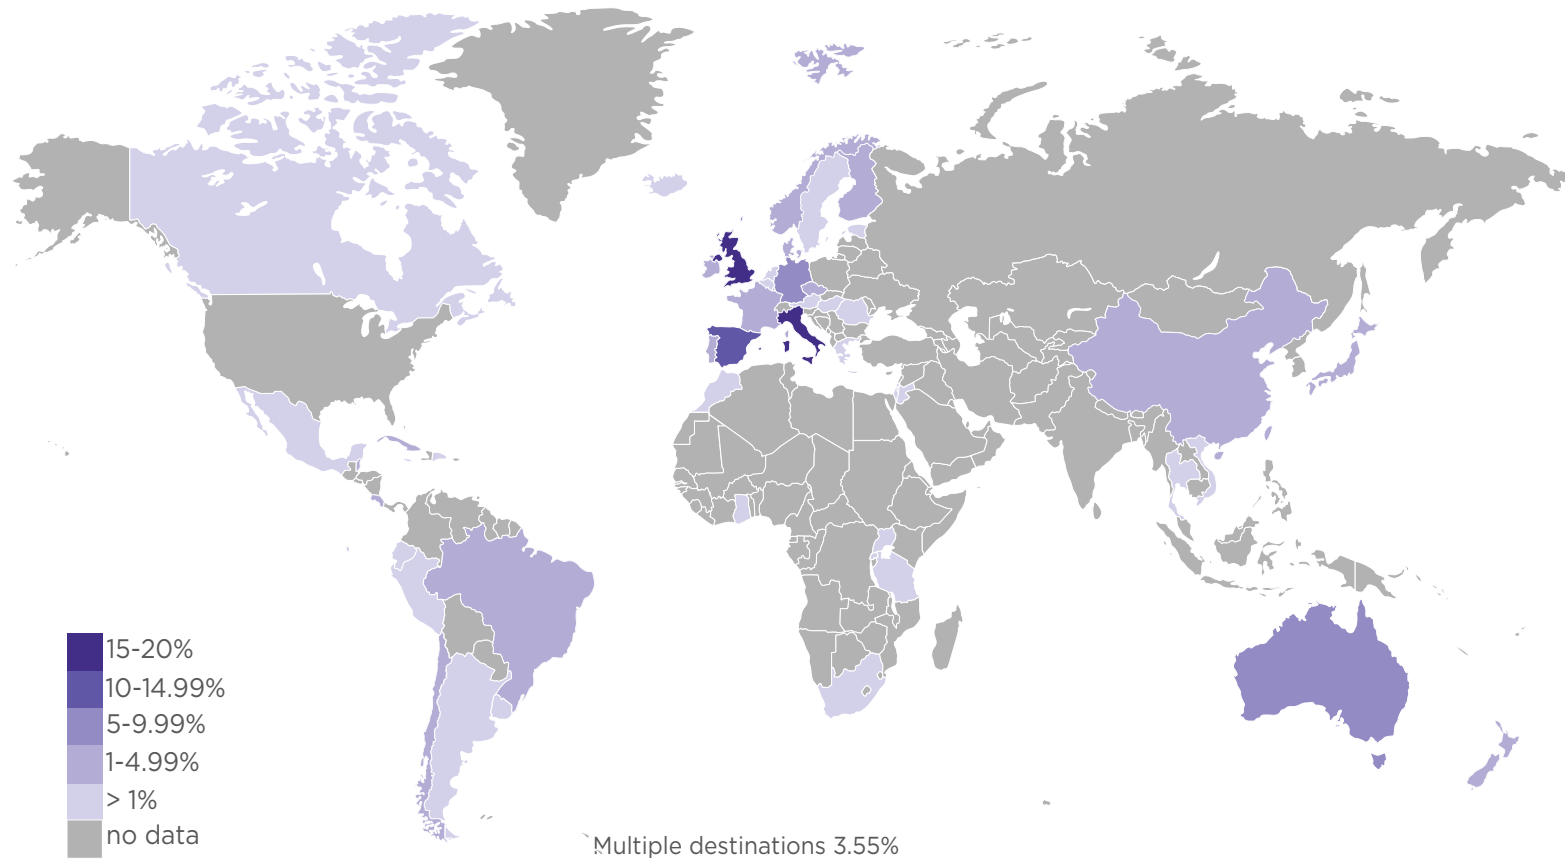 15-20%
10-14.99%
5-9.99%
1-4.99%
> 1%
no data
Multiple destinations 3.55%